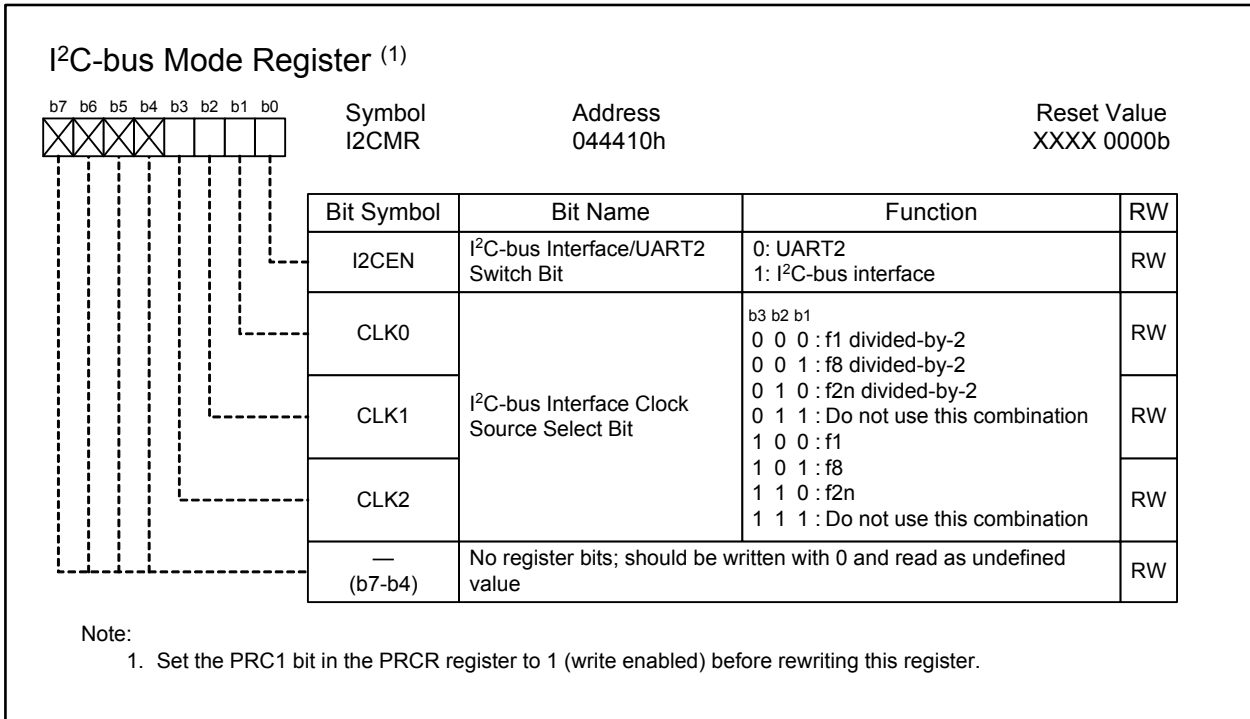 I²C-bus Mode Register (1)
b7 b6 b5 b4 b3 b2 b1 b0
Symbol Address Reset Value
I2CMR 044410h XXXX 0000b
Bit Symbol Bit Name Function RW
I2CEN I²C-bus Interface/UART2 Switch Bit 0: UART2 RW
1: I²C-bus interface
CLK0 RW
CLK1 I²C-bus Interface Clock Source Select Bit RW
CLK2 RW
b3 b2 b1
0 0 0 : f1 divided-by-2
0 0 1 : f8 divided-by-2
0 1 0 : f2n divided-by-2
0 1 1 : Do not use this combination
1 0 0 : f1
1 0 1 : f8
1 1 0 : f2n
1 1 1 : Do not use this combination
— (b7-b4) No register bits; should be written with 0 and read as undefined value RW
Note:
1. Set the PRC1 bit in the PRCR register to 1 (write enabled) before rewriting this register.